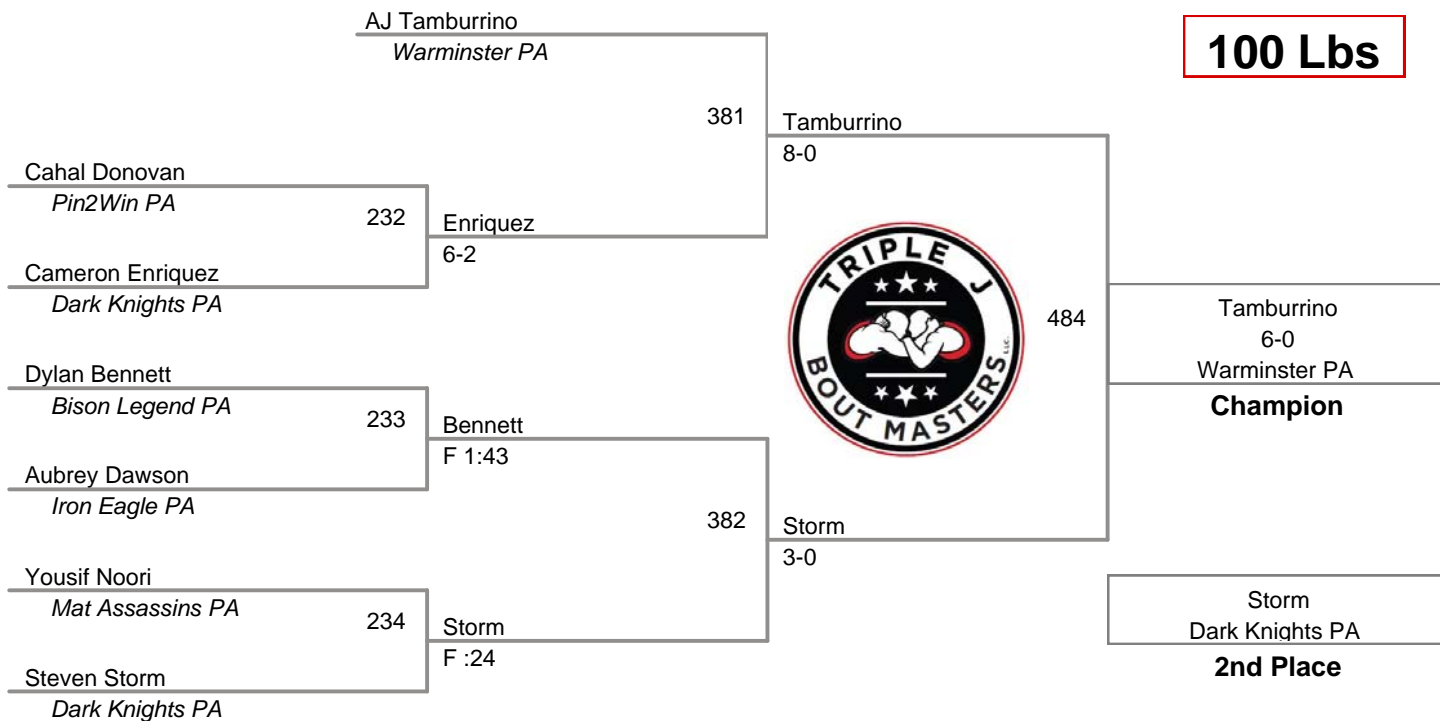 AJ Tamburrino
Warminster PA
100 Lbs
381
Tamburrino
8-0
Cahal Donovan
Pin2Win PA
232
Enriquez
6-2
Cameron Enriquez
Dark Knights PA
TRIPLE J
BOUT MASTERS LLC.
484
Tamburrino
6-0
Warminster PA
Champion
Dylan Bennett
Bison Legend PA
233
Bennett
F 1:43
Aubrey Dawson
Iron Eagle PA
382
Storm
3-0
Yousif Noori
Mat Assassins PA
234
Storm
F :24
Steven Storm
Dark Knights PA
Storm
Dark Knights PA
2nd Place